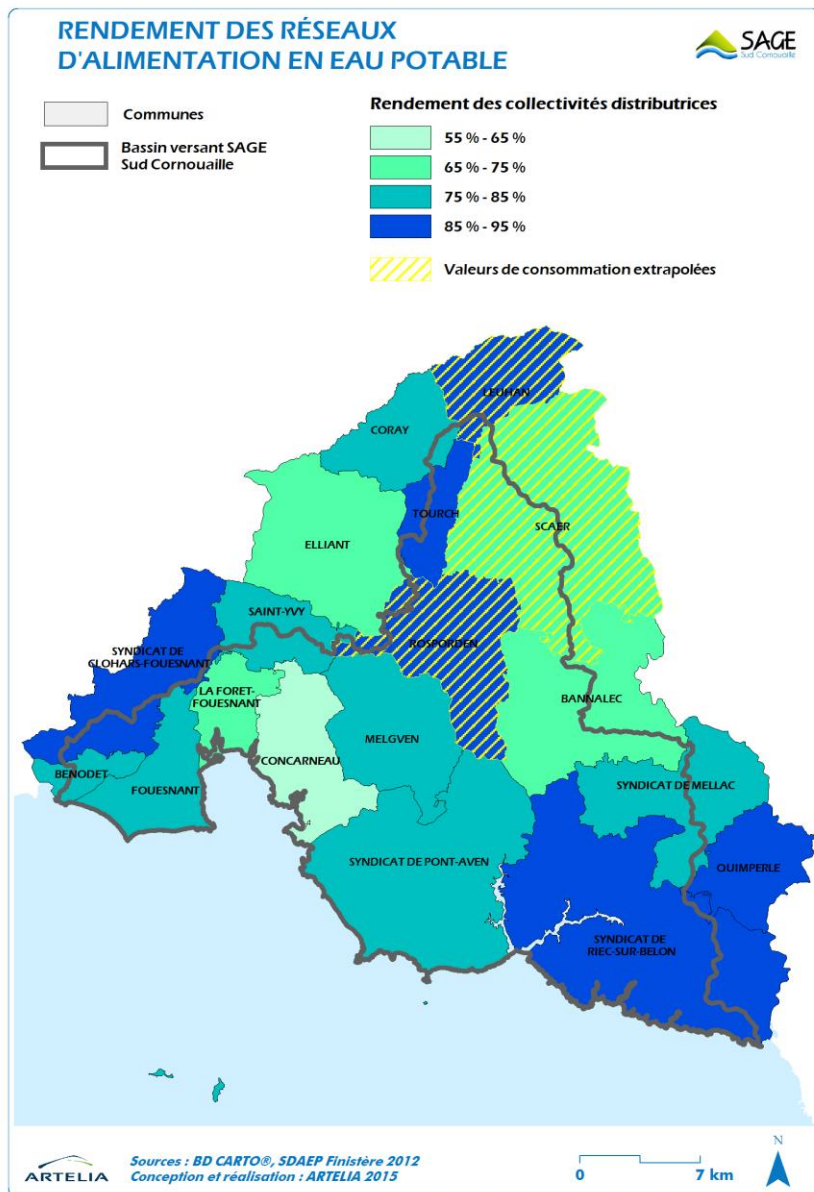 RENDEMENT DES RÉSEAUX
D'ALIMENTATION EN EAU POTABLE
SAGE
Sud Cornouaille
Communes
Bassin versant SAGE
Sud Cornouaille
Rendement des collectivités distributrices
55 % - 65 %
65 % - 75 %
75 % - 85 %
85 % - 95 %
Valeurs de consommation extrapolées
LEUHAN
CORAY
TOURCH
SCAER
ELLIANT
SAINT-YVY
ROSPORDEN
SYNDICAT DE
CLOHARS-FOUESNANT
LA FORET-
FOUESNANT
BANNALEC
MELGVEN
CONCARNEAU
BENODET
FOUESNANT
SYNDICAT DE MELLAC
SYNDICAT DE PONT-AVEN
QUIMPERLE
SYNDICAT DE
RIEC-SUR-BELON
ARTELIA
Sources : BD CARTO®, SDAEP Finistère 2012
Conception et réalisation : ARTELIA 2015
0 7 km
N